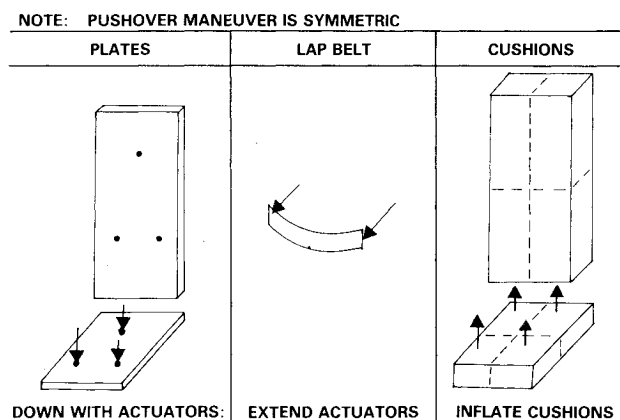 NOTE: PUSHOVER MANEUVER IS SYMMETRIC
PLATES LAP BELT CUSHIONS
DOWN WITH ACTUATORS: EXTEND ACTUATORS INFLATE CUSHIONS